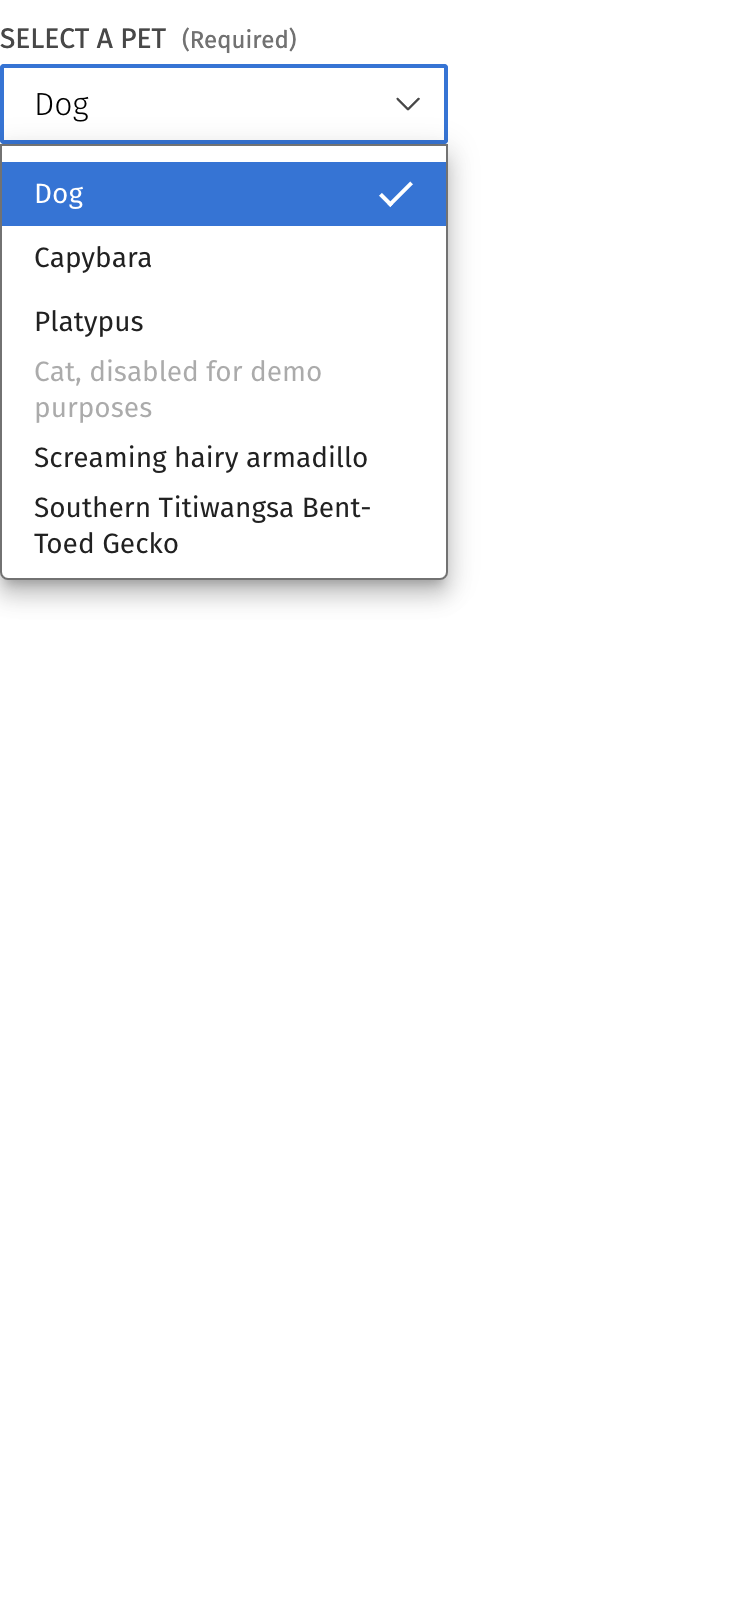 SELECT A PET (Required)
Dog
Dog
Capybara
Platypus
Cat, disabled for demo
purposes
Screaming hairy armadillo
Southern Titiwangsa Bent-
Toed Gecko